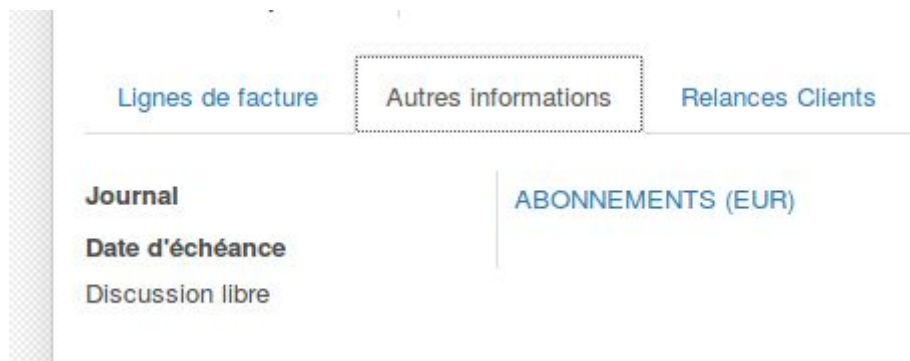 Lignes de facture Autres informations Relances Clients
Journal ABONNEMENTS (EUR)
Date d'échéance
Discussion libre